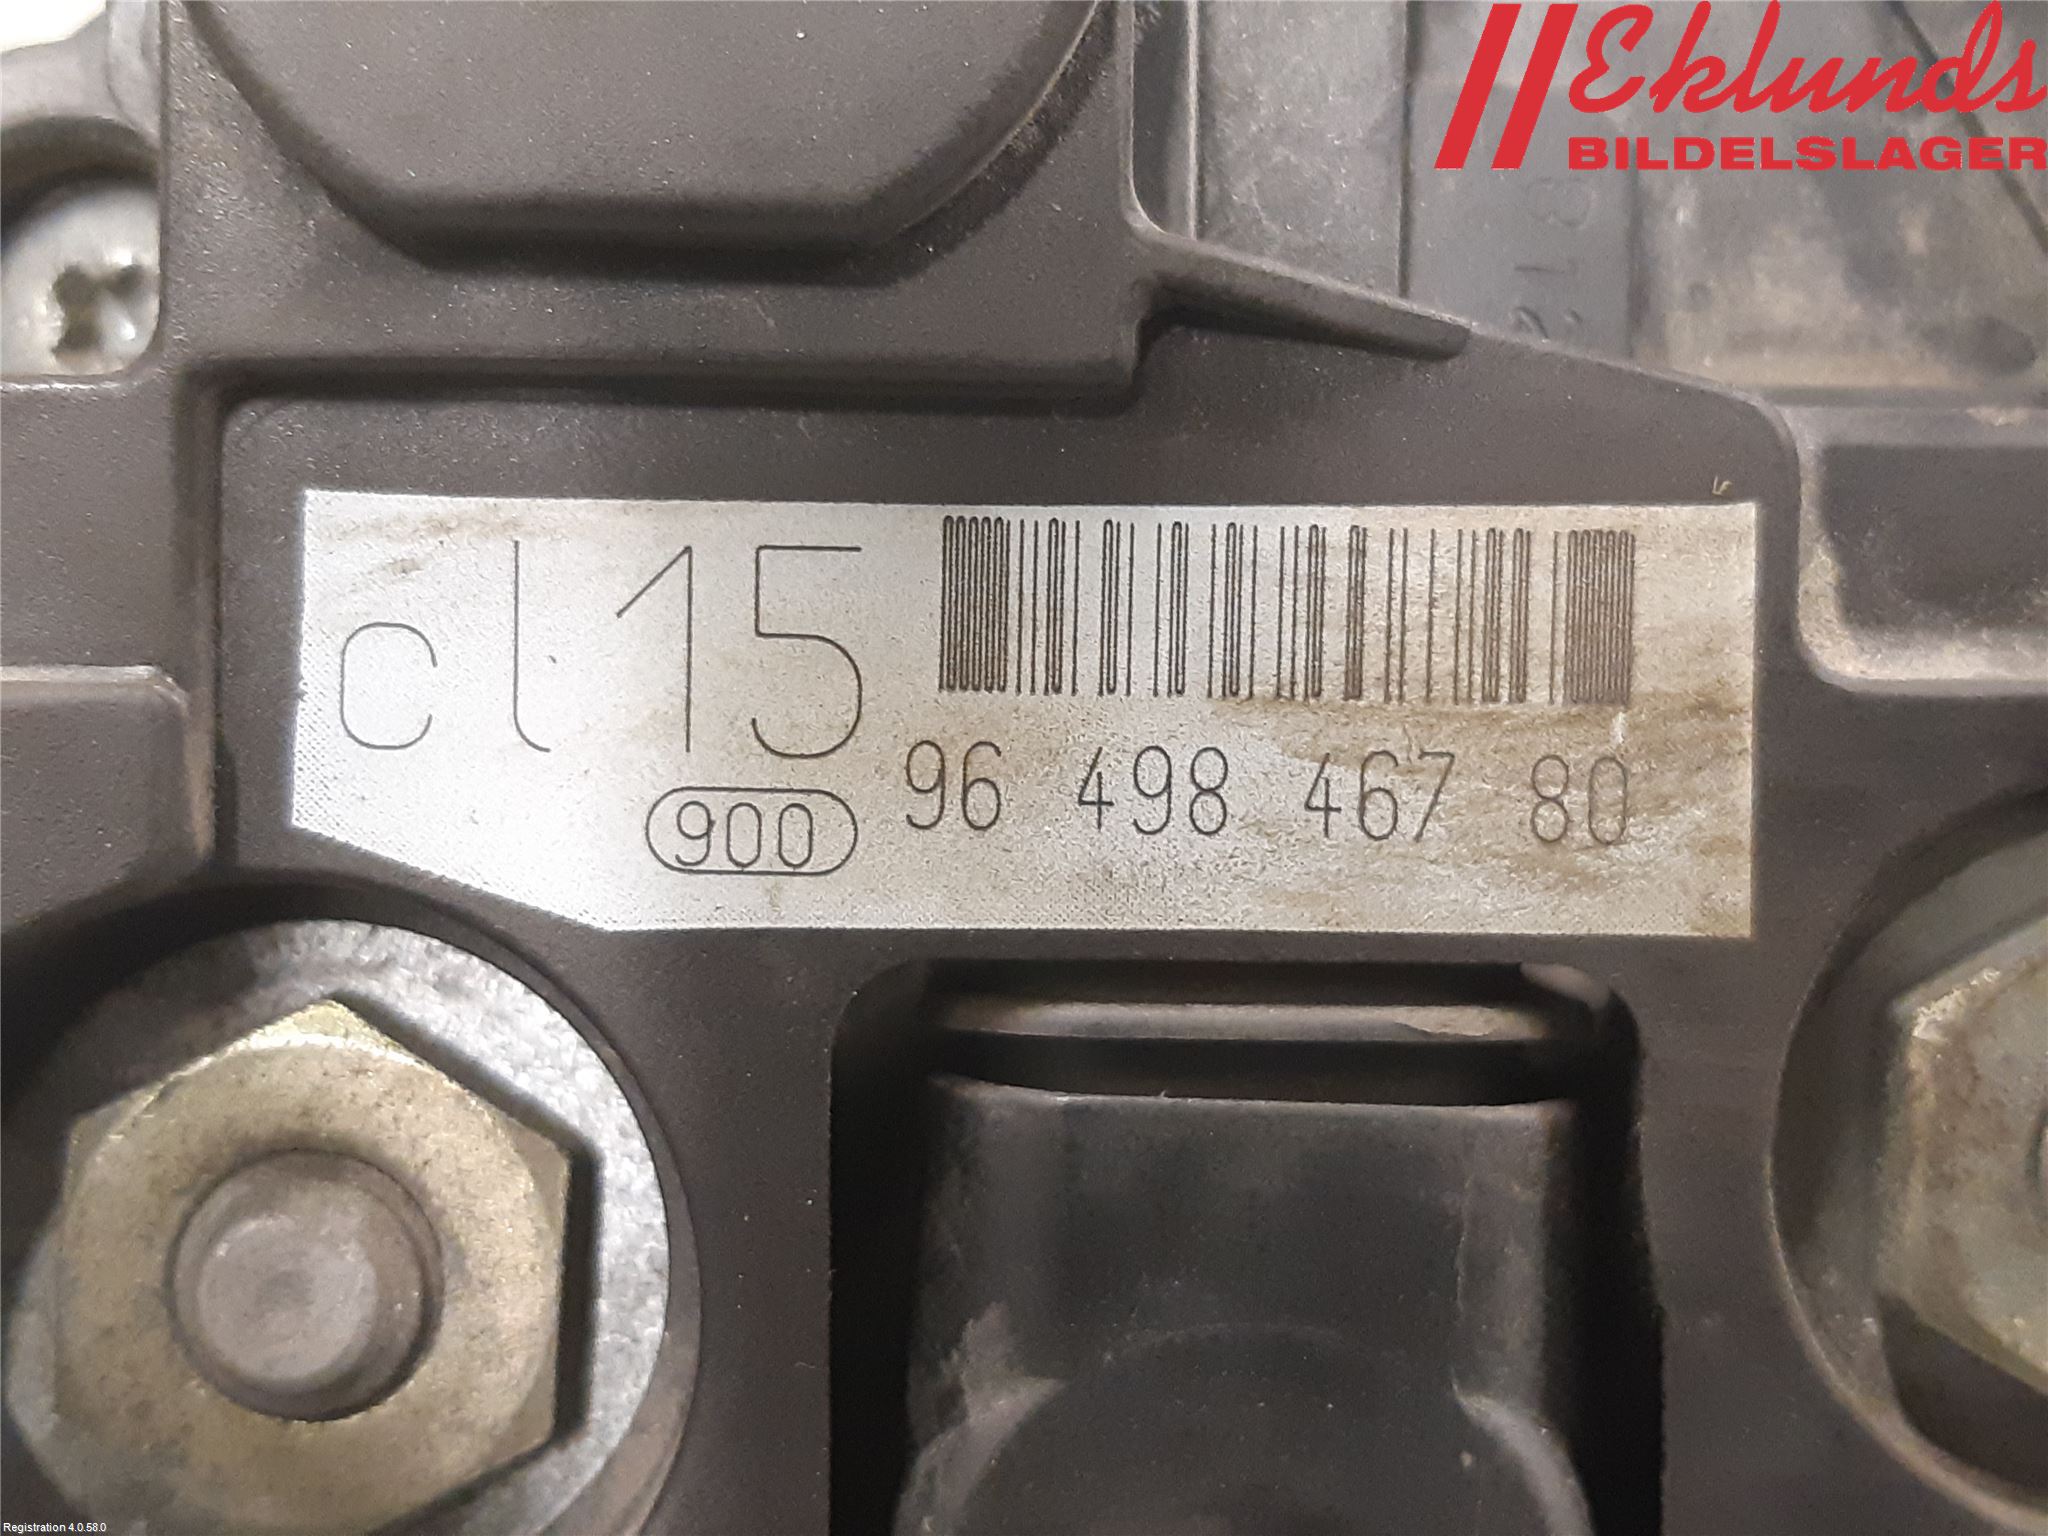 Eklunds
BILDELSLAGER
cl15
900
96 498 467 80
Registration 4.0.58.0